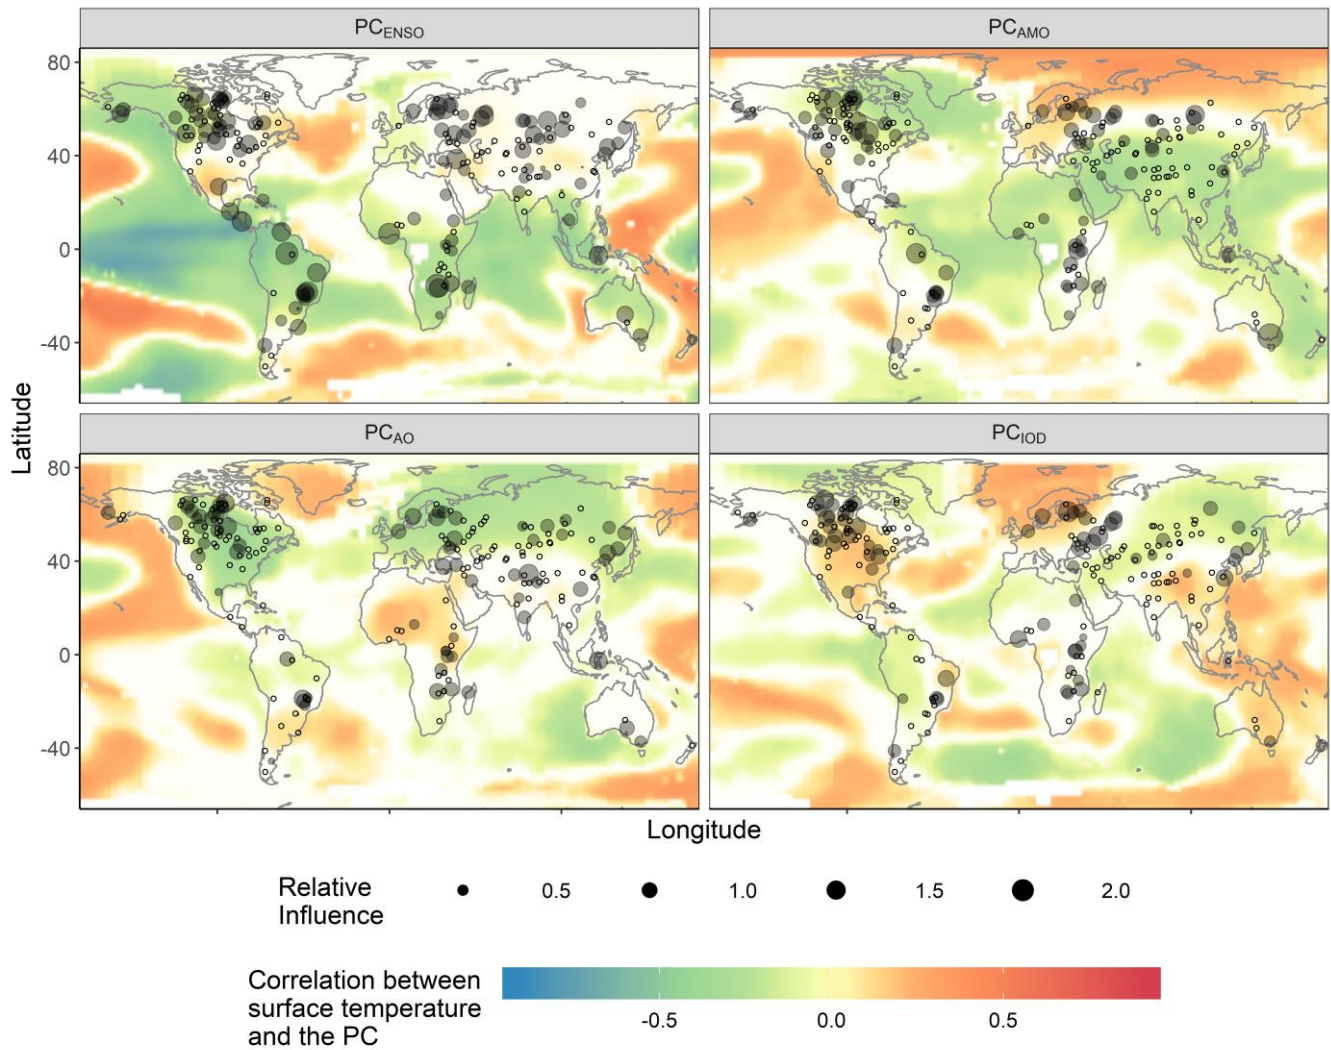 PCENSO
PCAMO
80
40
0
-40
PCAO
PCIOD
80
40
0
-40
Latitude
Longitude
Relative
Influence
0.5
1.0
1.5
2.0
Correlation between
surface temperature
and the PC
-0.5
0.0
0.5